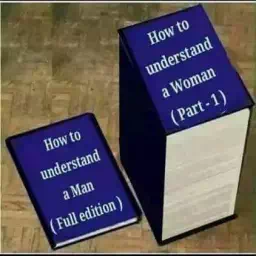 How to
understand
a Man
( Full edition )
How to
understand
a Woman
( Part - 1 )